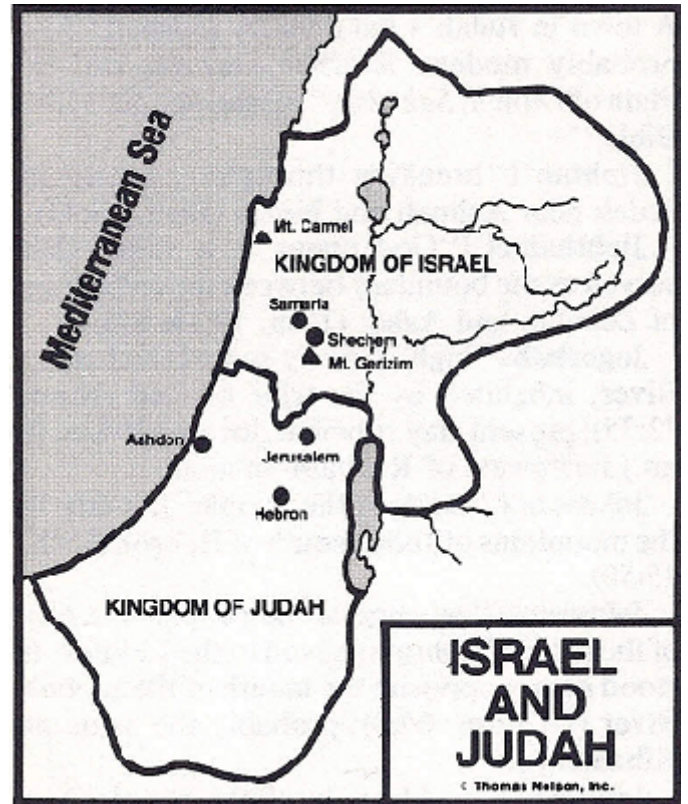 Mediterranean Sea
Mt. Carmel
KINGDOM OF ISRAEL
Samaria
Shechem
Mt. Gerizim
Ashdon
Jerusalem
Hebron
KINGDOM OF JUDAH
ISRAEL
AND
JUDAH
© Thomas Nelson, Inc.